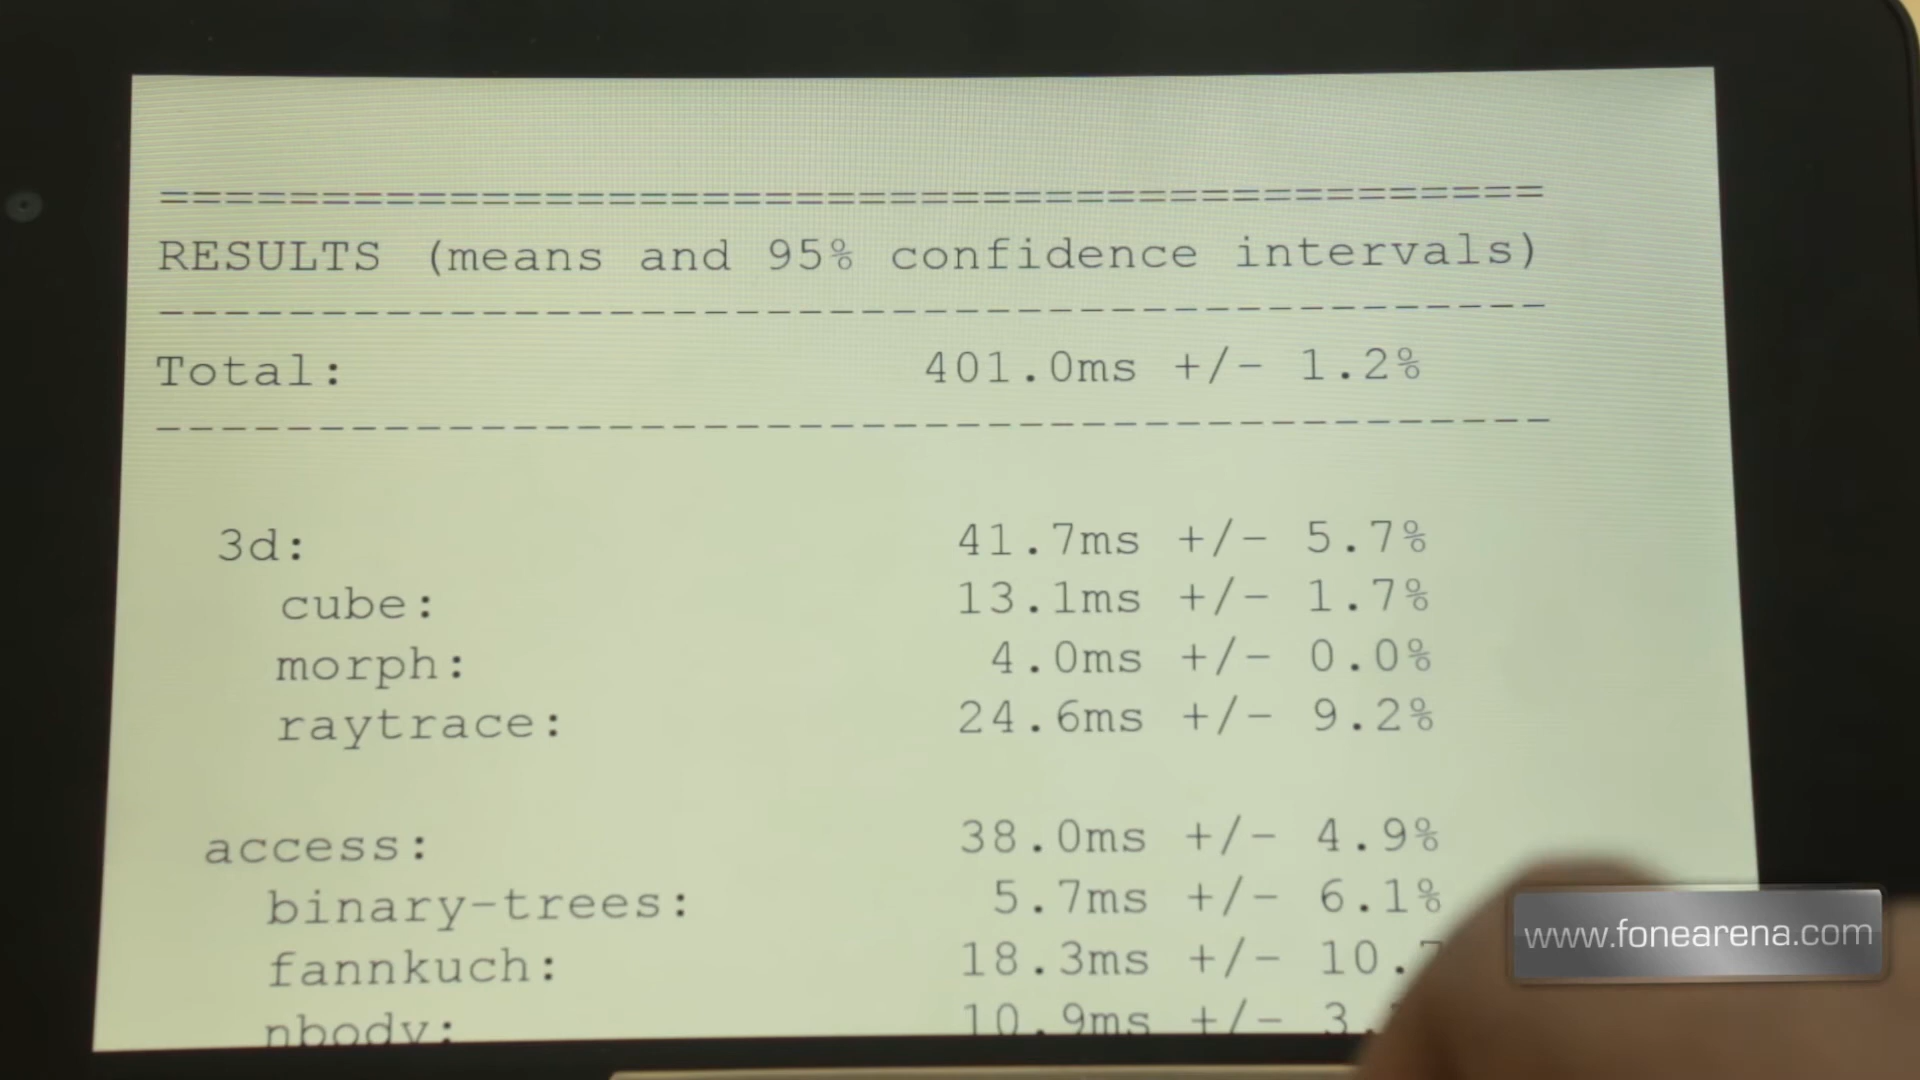 ==============================================
RESULTS (means and 95% confidence intervals)
--------------------------------------------
Total: 401.0ms +/- 1.2%
--------------------------------------------
3d: 41.7ms +/- 5.7%
cube: 13.1ms +/- 1.7%
morph: 4.0ms +/- 0.0%
raytrace: 24.6ms +/- 9.2%
access: 38.0ms +/- 4.9%
binary-trees: 5.7ms +/- 6.1%
fannkuch: 18.3ms +/- 10.
nbody: 10.9ms +/- 3.
www.fonearena.com